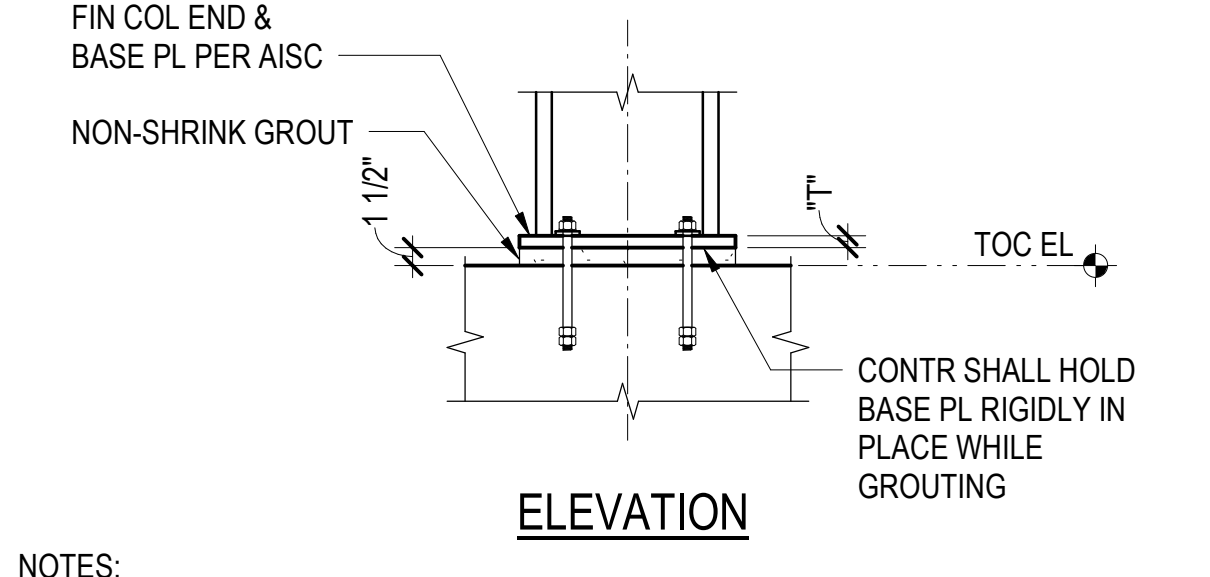 FIN COL END &
BASE PL PER AISC
NON-SHRINK GROUT
1 1/2"
"T"
TOC EL
CONTR SHALL HOLD
BASE PL RIGIDLY IN
PLACE WHILE
GROUTING
ELEVATION
NOTES: